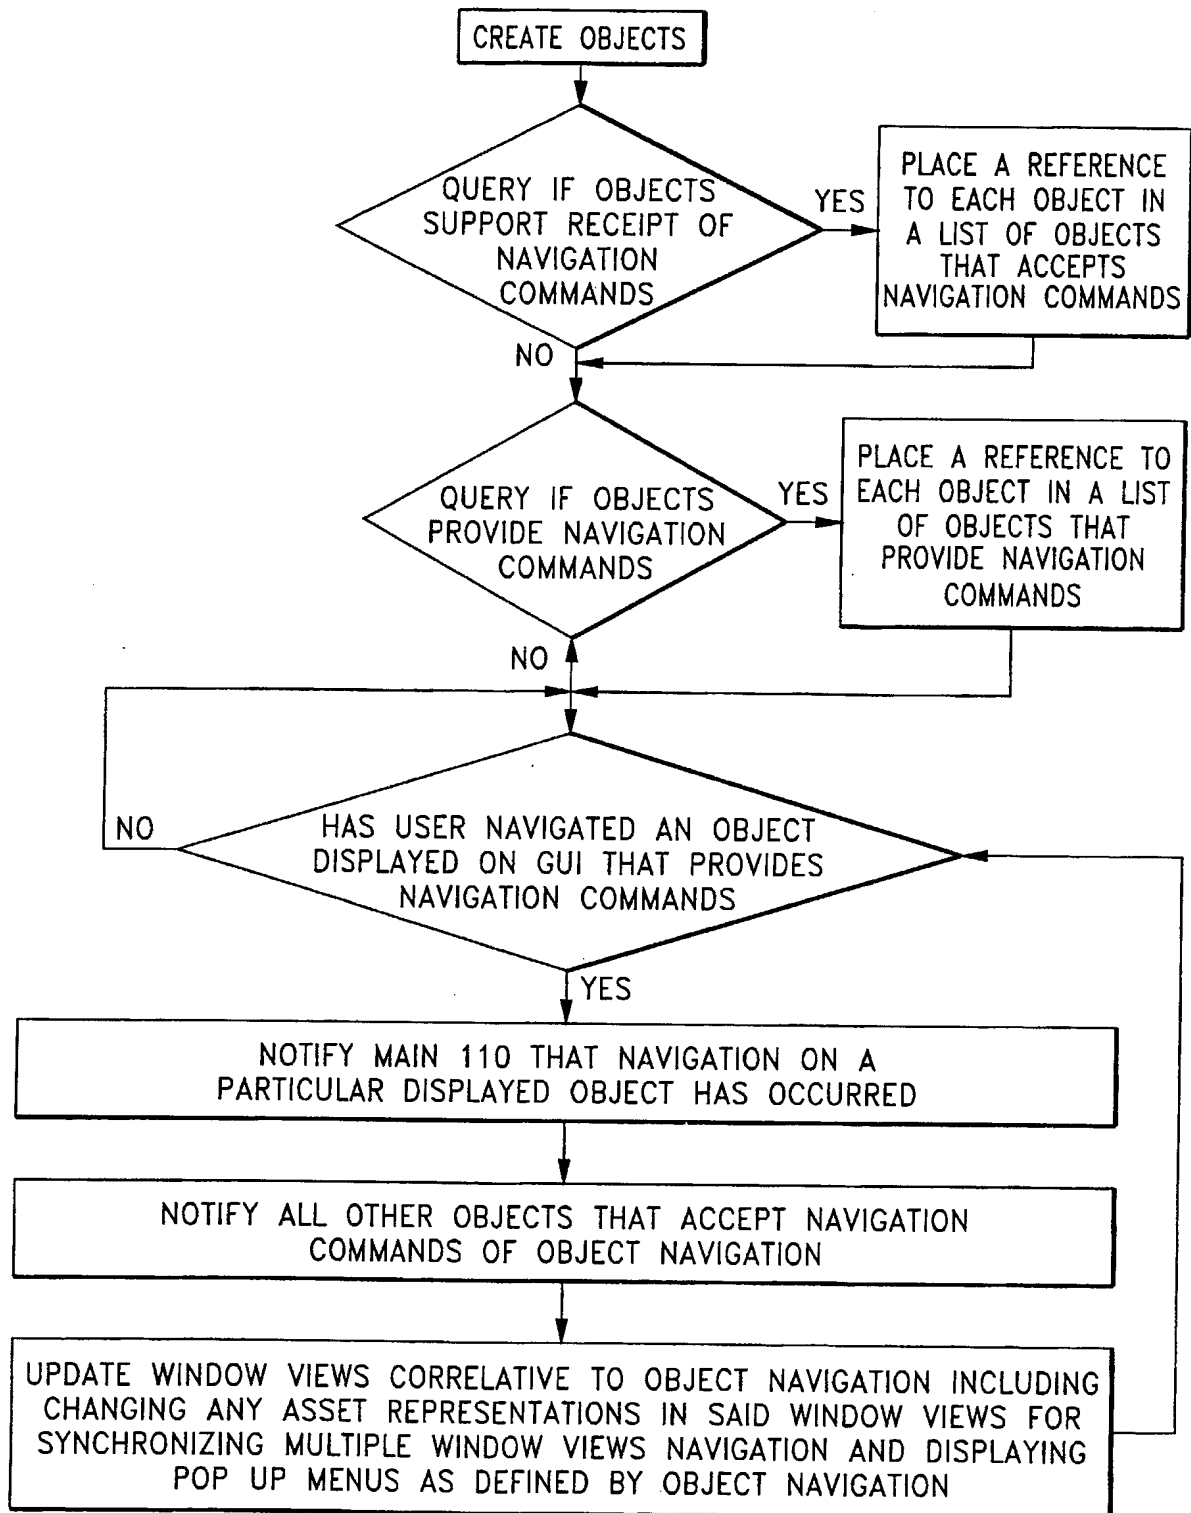 CREATE OBJECTS
QUERY IF OBJECTS
SUPPORT RECEIPT OF
NAVIGATION
COMMANDS
YES
PLACE A REFERENCE
TO EACH OBJECT IN
A LIST OF OBJECTS
THAT ACCEPTS
NAVIGATION COMMANDS
NO
QUERY IF OBJECTS
PROVIDE NAVIGATION
COMMANDS
YES
PLACE A REFERENCE TO
EACH OBJECT IN A LIST
OF OBJECTS THAT
PROVIDE NAVIGATION
COMMANDS
NO
HAS USER NAVIGATED AN OBJECT
DISPLAYED ON GUI THAT PROVIDES
NAVIGATION COMMANDS
NO
YES
NOTIFY MAIN 110 THAT NAVIGATION ON A
PARTICULAR DISPLAYED OBJECT HAS OCCURRED
NOTIFY ALL OTHER OBJECTS THAT ACCEPT NAVIGATION
COMMANDS OF OBJECT NAVIGATION
UPDATE WINDOW VIEWS CORRELATIVE TO OBJECT NAVIGATION INCLUDING
CHANGING ANY ASSET REPRESENTATIONS IN SAID WINDOW VIEWS FOR
SYNCHRONIZING MULTIPLE WINDOW VIEWS NAVIGATION AND DISPLAYING
POP UP MENUS AS DEFINED BY OBJECT NAVIGATION